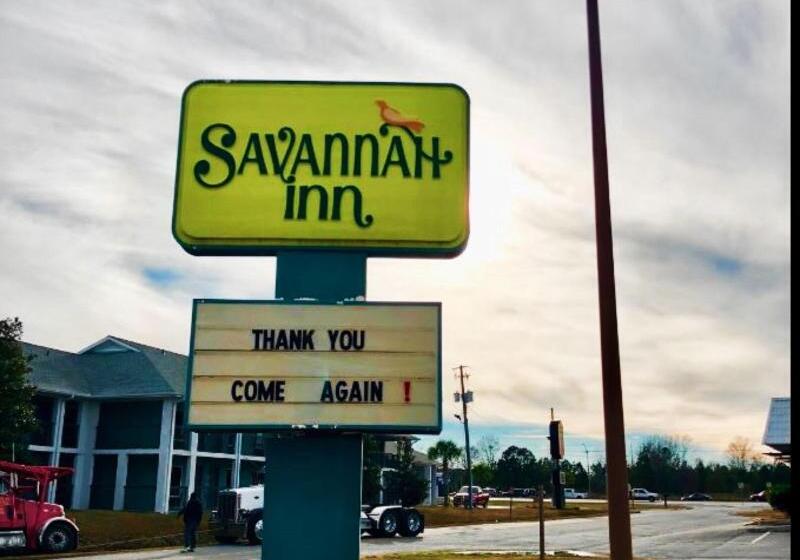 Savannah
inn
THANK YOU
COME AGAIN !